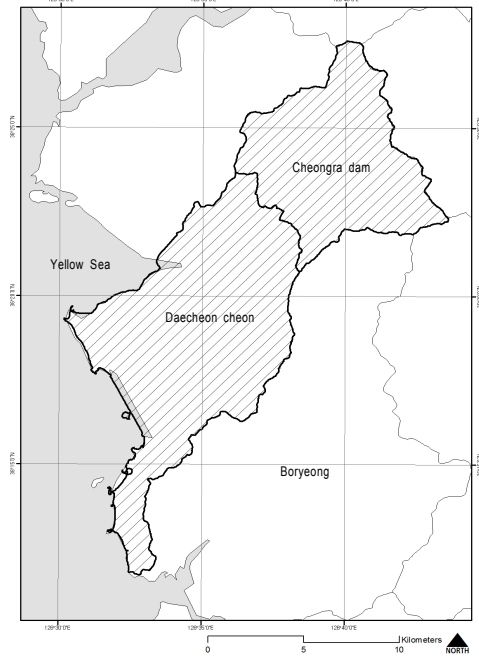 Cheongra dam
Yellow Sea
Daecheon cheon
Boryeong
126°30'0"E
126°35'0"E
126°40'0"E
Kilometers
0
5
10
NORTH